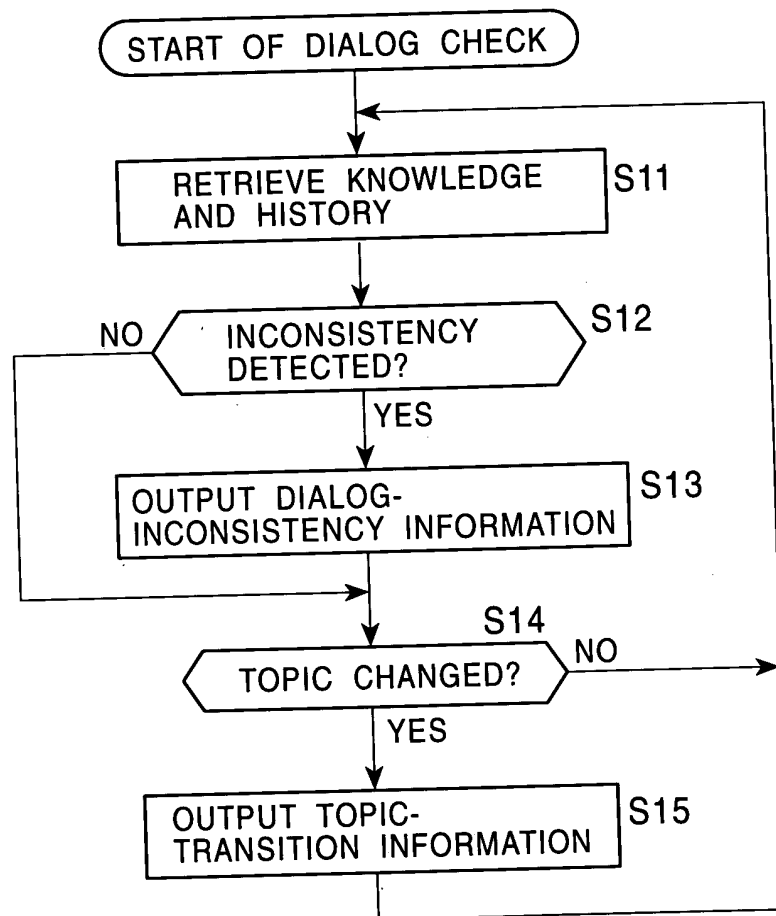 START OF DIALOG CHECK
RETRIEVE KNOWLEDGE
AND HISTORY
S11
NO
INCONSISTENCY
DETECTED?
S12
YES
OUTPUT DIALOG-
INCONSISTENCY INFORMATION
S13
S14
TOPIC CHANGED?
NO
YES
OUTPUT TOPIC-
TRANSITION INFORMATION
S15